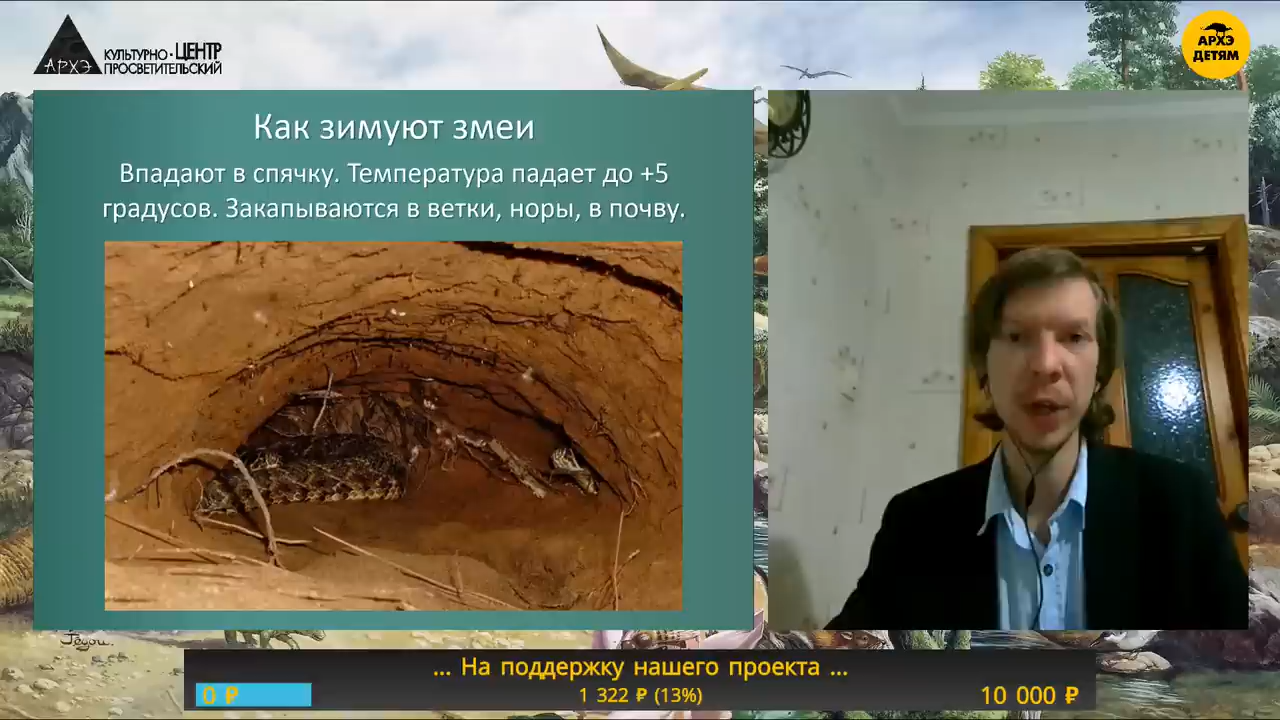 АРХЭ
КУЛЬТУРНО · ЦЕНТР
ПРОСВЕТИТЕЛЬСКИЙ
АРХЭ
ДЕТЯМ
Как зимуют змеи
Впадают в спячку. Температура падает до +5
градусов. Закапываются в ветки, норы, в почву.
... На поддержку нашего проекта ...
0 ₽
1 322 ₽ (13%)
10 000 ₽